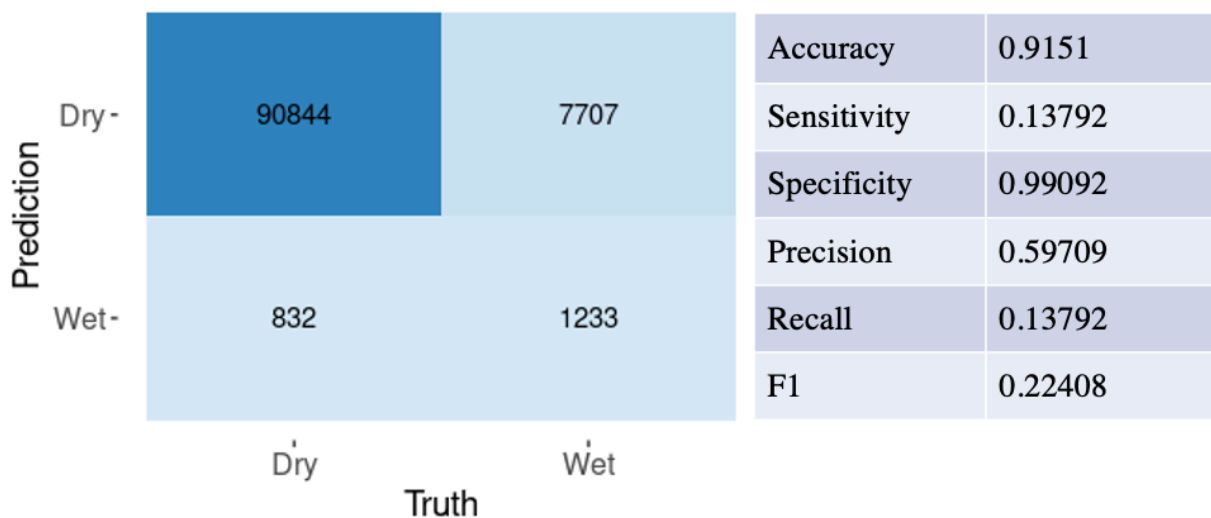 Prediction
Dry
90844 7707
Wet
832 1233
Dry Wet
Truth
Accuracy 0.9151
Sensitivity 0.13792
Specificity 0.99092
Precision 0.59709
Recall 0.13792
F1 0.22408